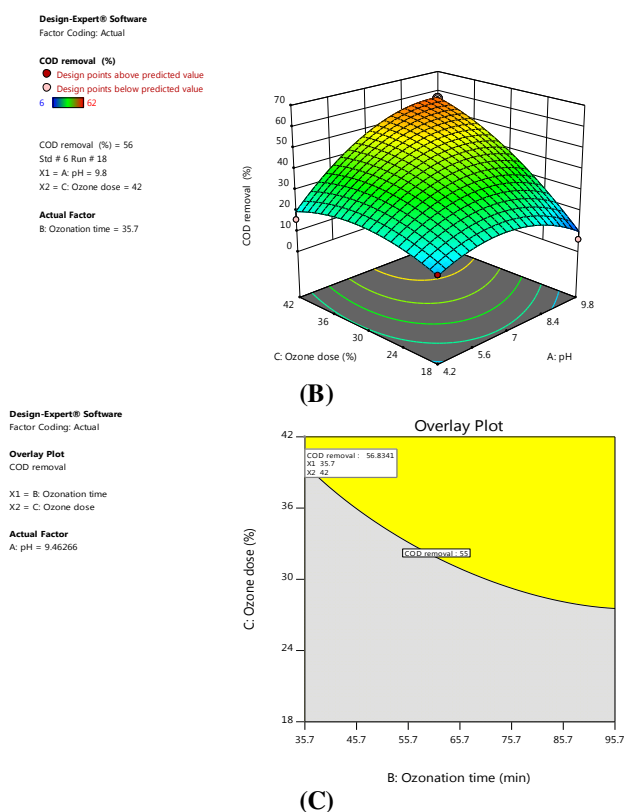 Design-Expert® Software
Factor Coding: Actual
COD removal (%)
Design points above predicted value
Design points below predicted value
6 62
COD removal (%) = 56
Std # 6 Run # 18
X1 = A: pH = 9.8
X2 = C: Ozone dose = 42
Actual Factor
B: Ozonation time = 35.7
COD removal (%)
70
60
50
40
30
20
10
0
42
36
30
24
18
4.2
5.6
7
8.4
9.8
C: Ozone dose (%)
A: pH
(B)
Design-Expert® Software
Factor Coding: Actual
Overlay Plot
COD removal
X1 = B: Ozonation time
X2 = C: Ozone dose
Actual Factor
A: pH = 9.46266
Overlay Plot
C: Ozone dose (%)
42
36
30
24
18
COD removal : 56.8341
X1 35.7
X2 42
COD removal : 55
35.7 45.7 55.7 65.7 75.7 85.7 95.7
B: Ozonation time (min)
(C)